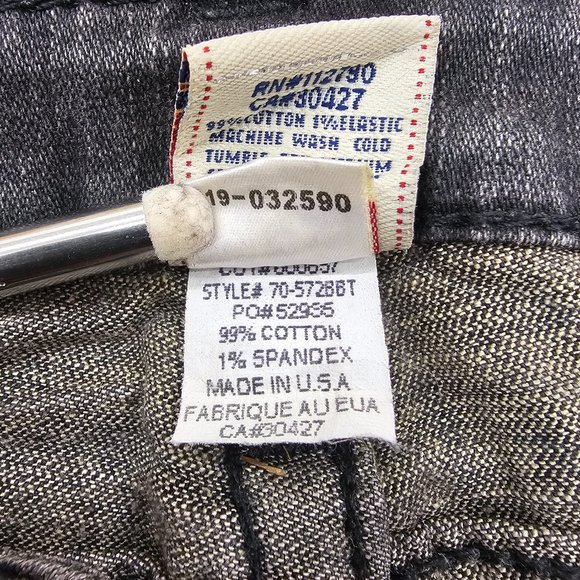 RN#112790
CA#30427
99%COTTON 1%ELASTIC
MACHINE WASH COLD
TUMBLE
19-032590
STYLE# 70-5728BT
PO#52935
99% COTTON
1% SPANDEX
MADE IN U.S.A
FABRIQUE AU EUA
CA#30427